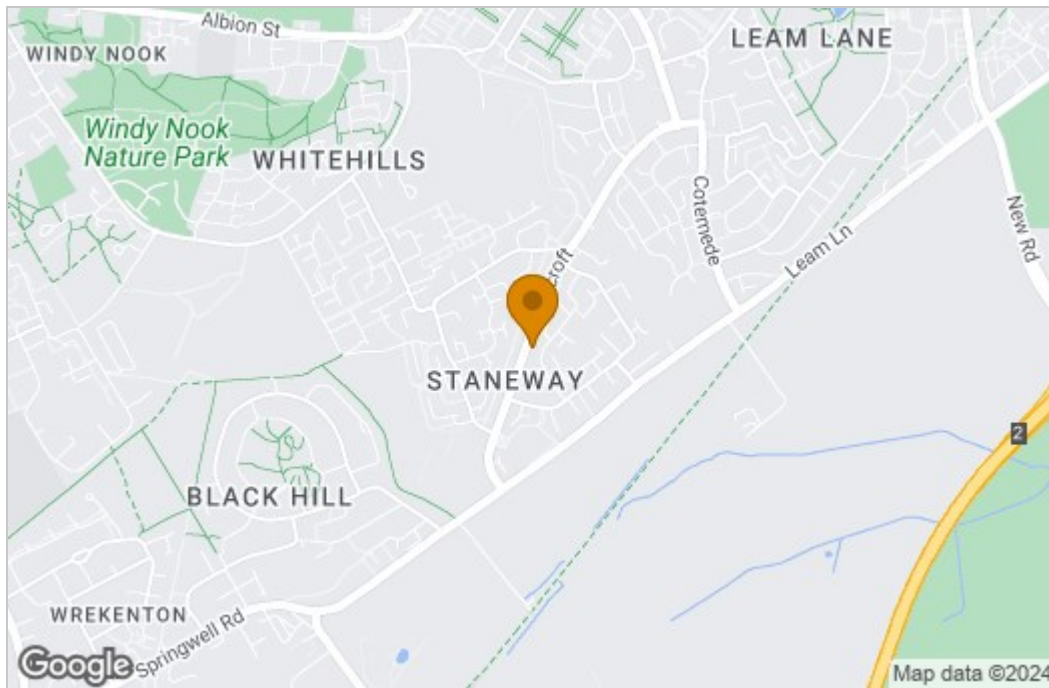 Albion St
WINDY NOOK
LEAM LANE
Windy Nook
Nature Park
WHITEHILLS
Cotemede
New Rd
Leam Ln
croft
STANEWAY
2
BLACK HILL
WREKENTON
Springwell Rd
Google
Map data ©2024